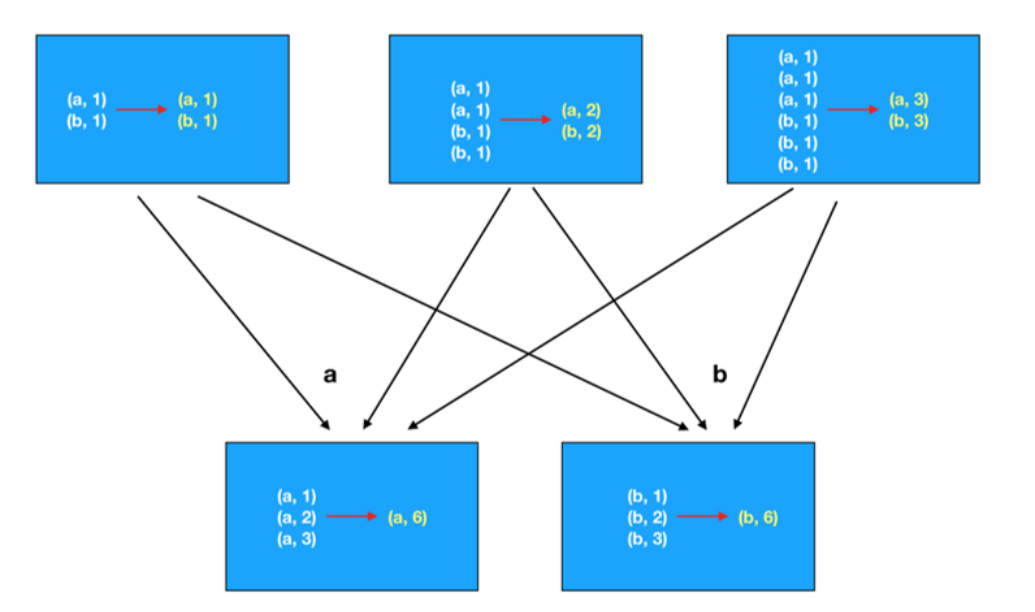 (a, 1)
(b, 1)
(a, 1)
(b, 1)
(a, 1)
(a, 1)
(b, 1)
(b, 1)
(a, 2)
(b, 2)
(a, 1)
(a, 1)
(a, 1)
(b, 1)
(b, 1)
(b, 1)
(a, 3)
(b, 3)
a
b
(a, 1)
(a, 2)
(a, 3)
(a, 6)
(b, 1)
(b, 2)
(b, 3)
(b, 6)